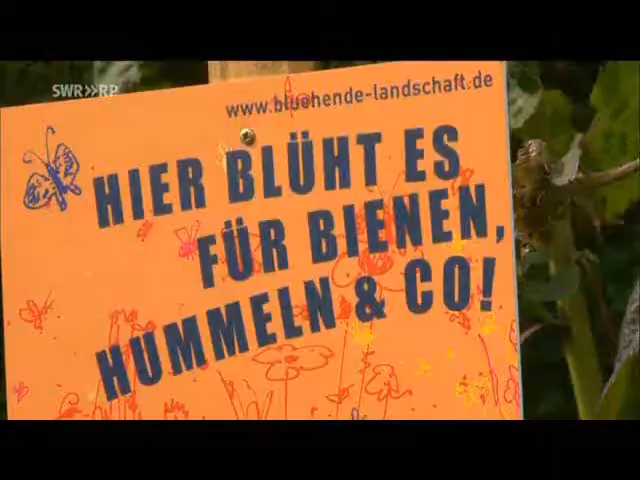 SWR»RP
www.bluehende-landschaft.de
HIER BLÜHT ES
FÜR BIENEN,
HUMMELN & CO!